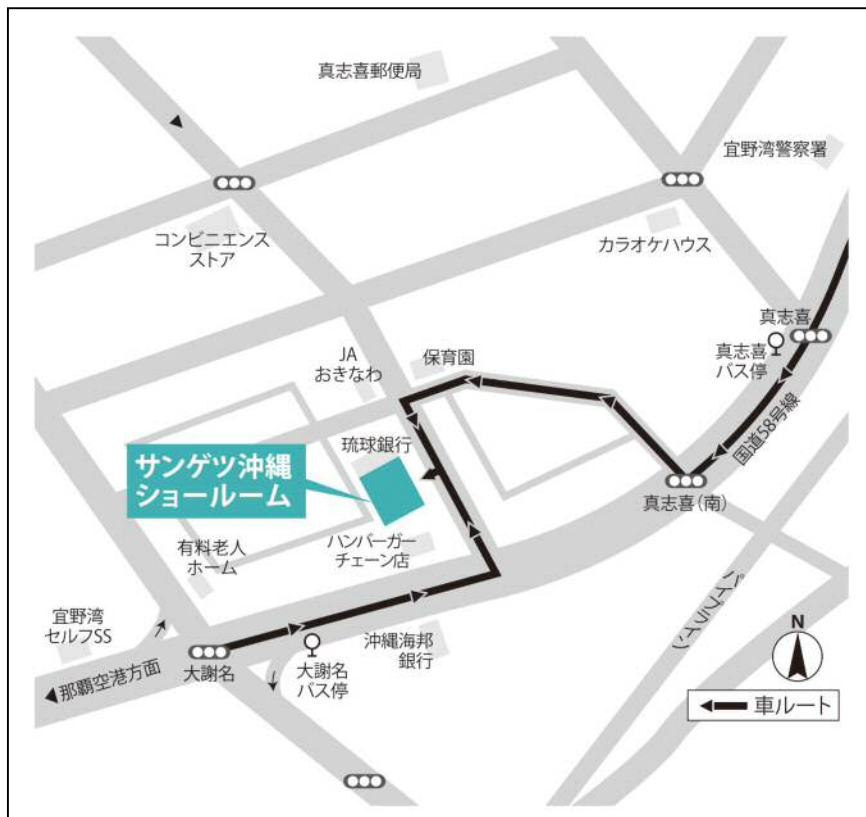 真志喜郵便局
宜野湾警察署
コンビニエンス
ストア
カラオケハウス
真志喜
真志喜
バス停
国道58号線
JA
おきなわ
保育園
琉球銀行
サンゲツ沖縄
ショールーム
真志喜(南)
ハンバーガー
チェーン店
有料老人
ホーム
パイプライン
宜野湾
セルフSS
沖縄海邦
銀行
大謝名
大謝名
バス停
那覇空港方面
N
車ルート